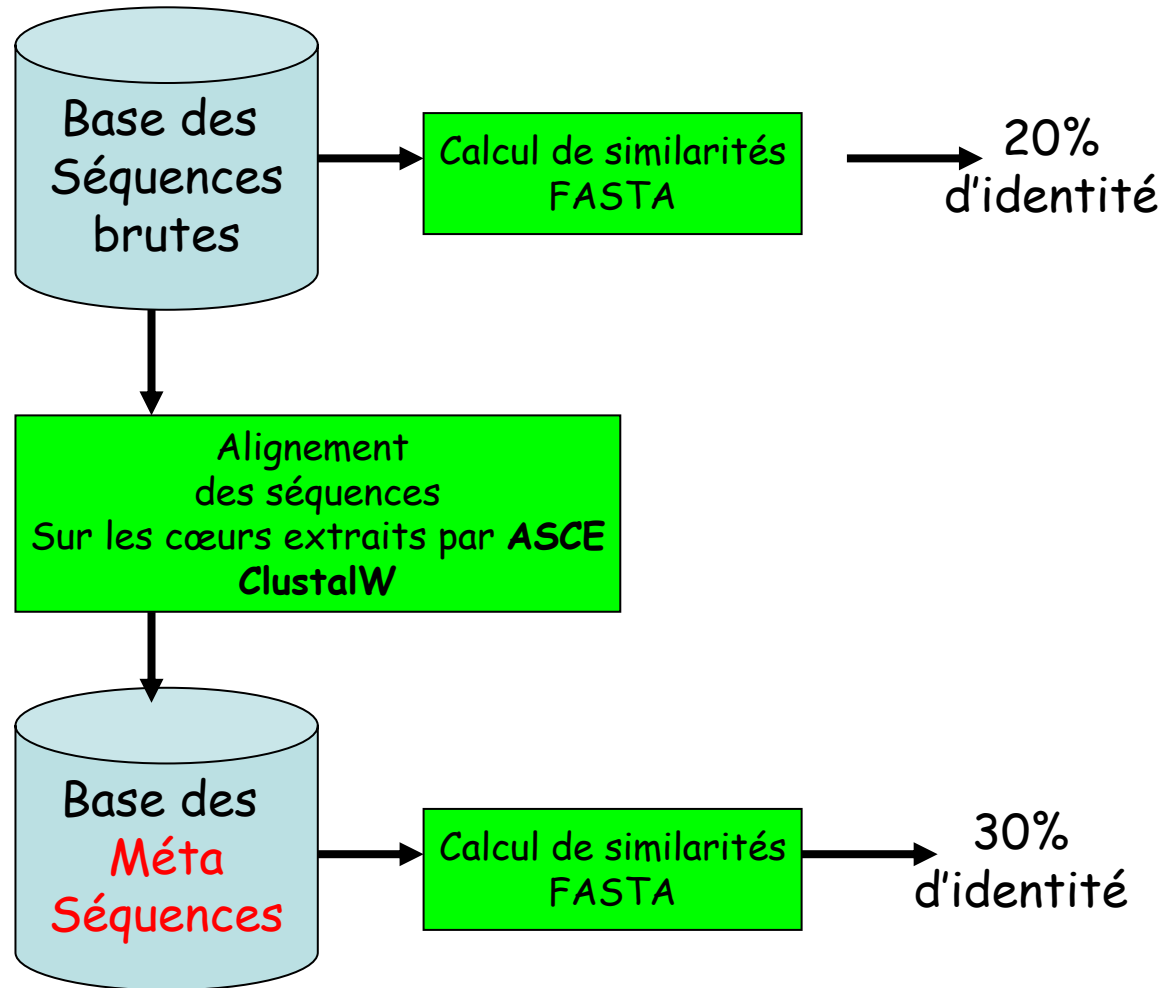 Base des
Séquences
brutes
Calcul de similarités
FASTA
20%
d'identité
Alignement
des séquences
Sur les cœurs extraits par ASCE
ClustalW
Base des
Méta
Séquences
Calcul de similarités
FASTA
30%
d'identité